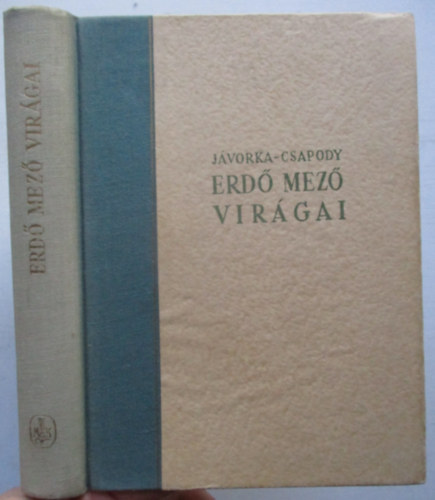 ERDŐ MEZŐ VIRÁGAI
JÁVORKA-CSAPODY
ERDŐ MEZŐ
VIRÁGAI